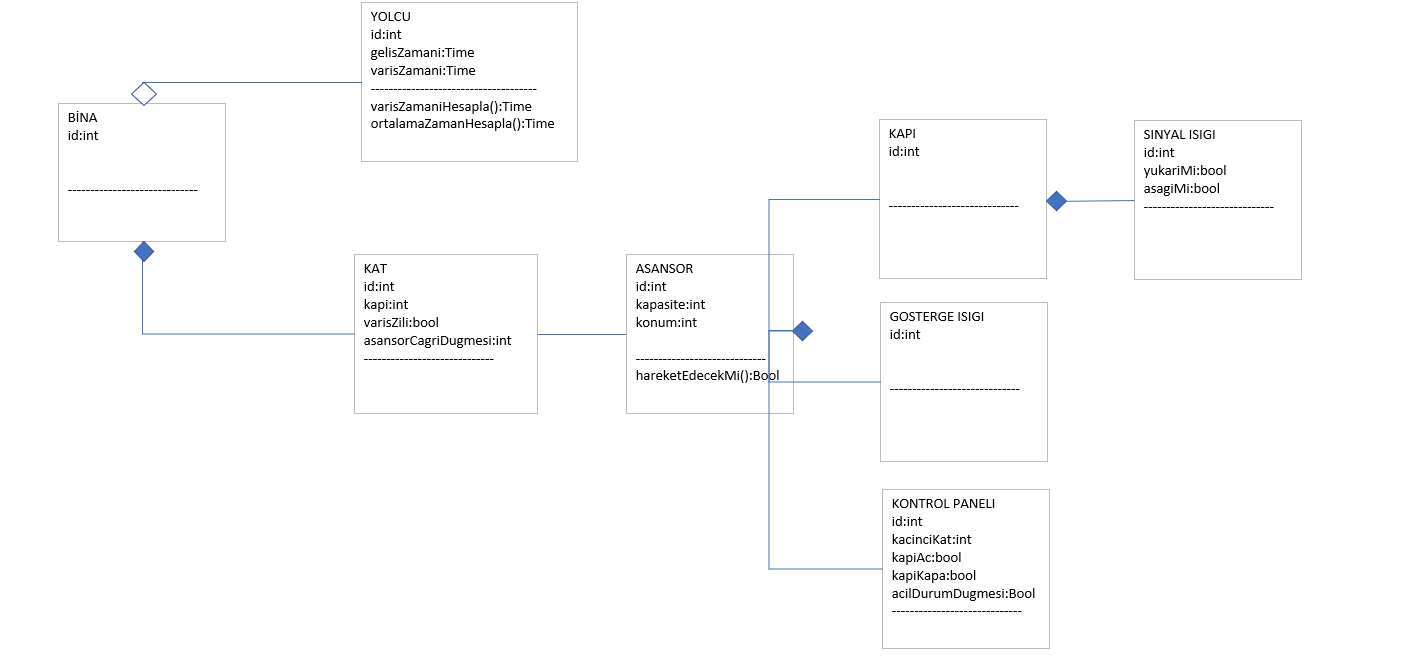 YOLCU
id:int
gelisZamani:Time
varisZamani:Time
-------------------------------------
varisZamaniHesapla():Time
ortalamaZamanHesapla():Time
BİNA
id:int
-----------------------------
KAPI
id:int
-----------------------------
SINYAL ISIGI
id:int
yukariMi:bool
asagiMi:bool
-----------------------------
KAT
id:int
kapi:int
varisZili:bool
asansorCagriDugmesi:int
-----------------------------
ASANSOR
id:int
kapasite:int
konum:int
-----------------------------
hareketEdecekMi():Bool
GOSTERGE ISIGI
id:int
-----------------------------
KONTROL PANELI
id:int
kacinciKat:int
kapiAc:bool
kapiKapa:bool
acilDurumDugmesi:Bool
-----------------------------